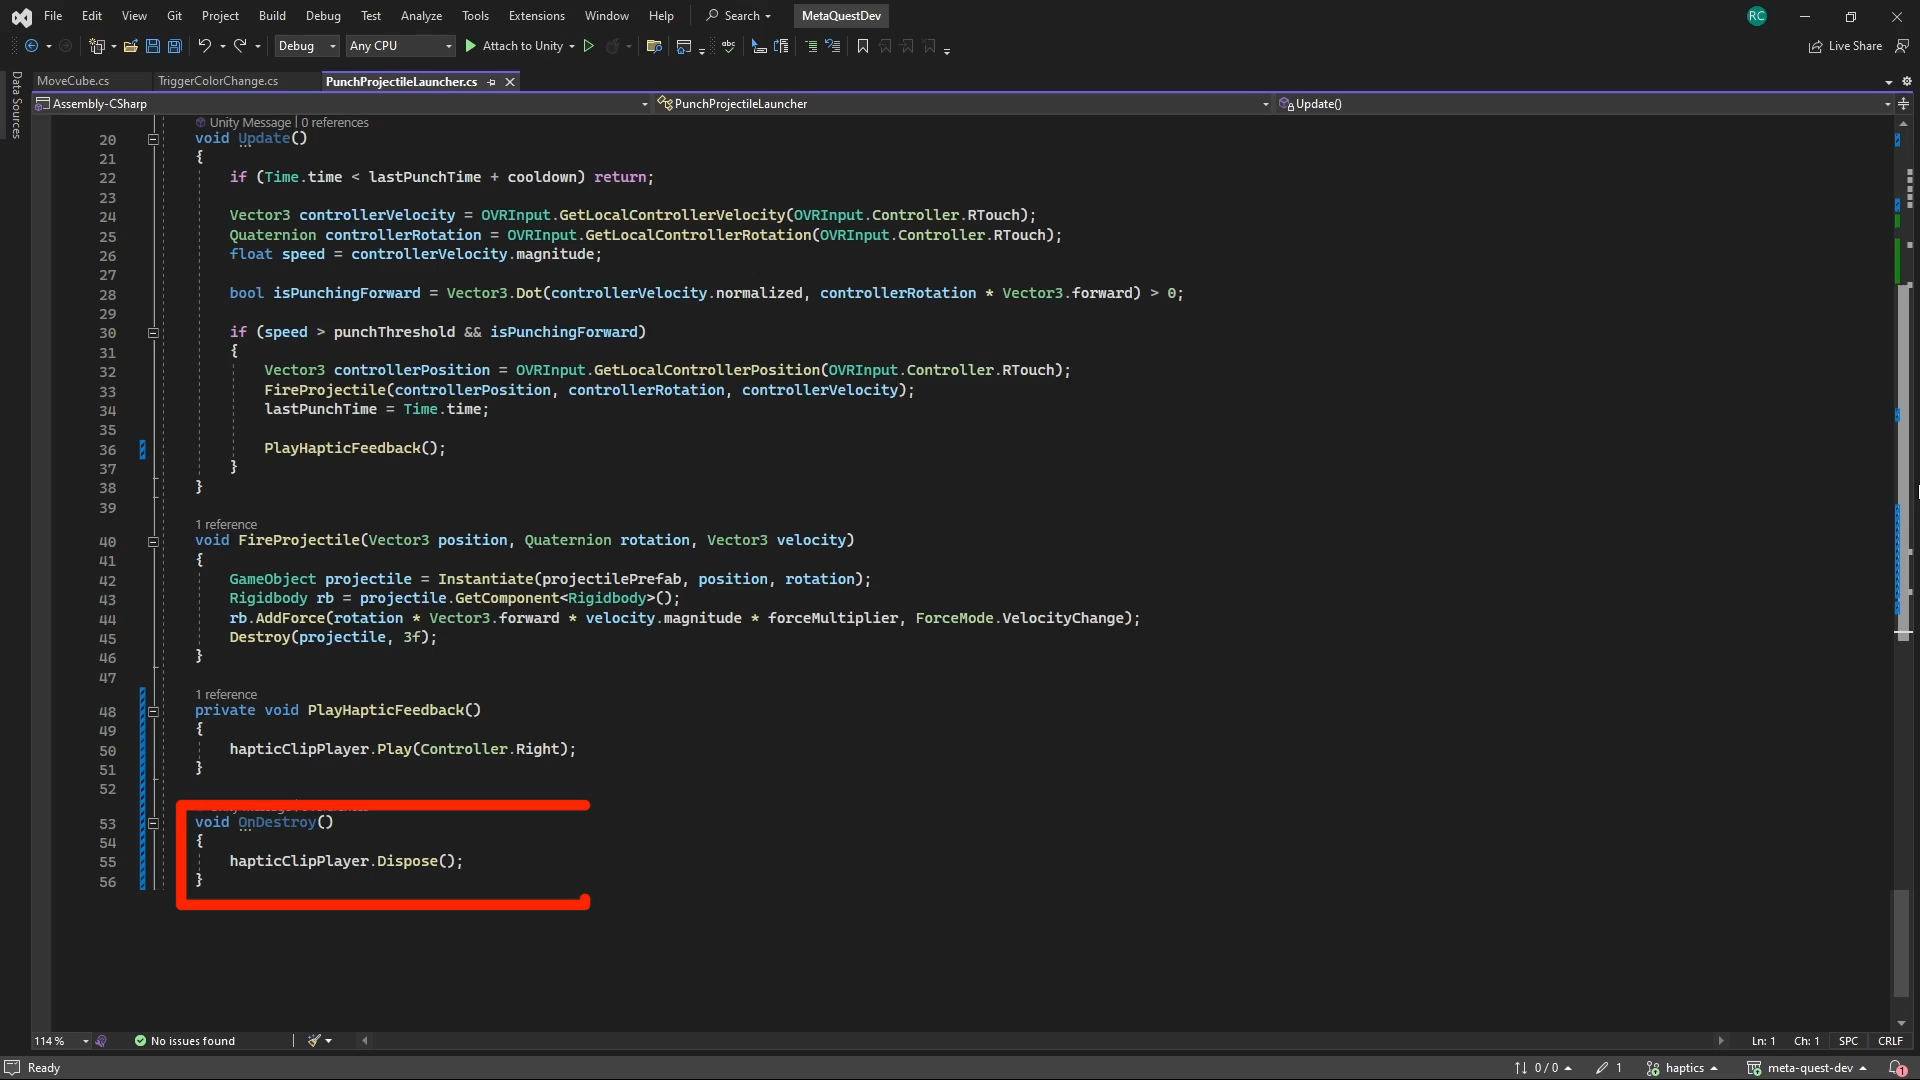 File Edit View Git Project Build Debug Test Analyze Tools Extensions Window Help Search MetaQuestDev RC
Debug Any CPU Attach to Unity Live Share
MoveCube.cs TriggerColorChange.cs PunchProjectileLauncher.cs
Data Sources
Assembly-CSharp PunchProjectileLauncher Update()
Unity Message | 0 references
20 void Update()
21 {
22 if (Time.time < lastPunchTime + cooldown) return;
23
24 Vector3 controllerVelocity = OVRInput.GetLocalControllerVelocity(OVRInput.Controller.RTouch);
25 Quaternion controllerRotation = OVRInput.GetLocalControllerRotation(OVRInput.Controller.RTouch);
26 float speed = controllerVelocity.magnitude;
27
28 bool isPunchingForward = Vector3.Dot(controllerVelocity.normalized, controllerRotation * Vector3.forward) > 0;
29
30 if (speed > punchThreshold && isPunchingForward)
31 {
32 Vector3 controllerPosition = OVRInput.GetLocalControllerPosition(OVRInput.Controller.RTouch);
33 FireProjectile(controllerPosition, controllerRotation, controllerVelocity);
34 lastPunchTime = Time.time;
35
36 PlayHapticFeedback();
37 }
38 }
39
1 reference
40 void FireProjectile(Vector3 position, Quaternion rotation, Vector3 velocity)
41 {
42 GameObject projectile = Instantiate(projectilePrefab, position, rotation);
43 Rigidbody rb = projectile.GetComponent<Rigidbody>();
44 rb.AddForce(rotation * Vector3.forward * velocity.magnitude * forceMultiplier, ForceMode.VelocityChange);
45 Destroy(projectile, 3f);
46 }
47
1 reference
48 private void PlayHapticFeedback()
49 {
50 hapticClipPlayer.Play(Controller.Right);
51 }
52
53 void OnDestroy()
54 {
55 hapticClipPlayer.Dispose();
56 }
114 % No issues found Ln: 1 Ch: 1 SPC CRLF
Ready 0 / 0 1 haptics meta-quest-dev 1